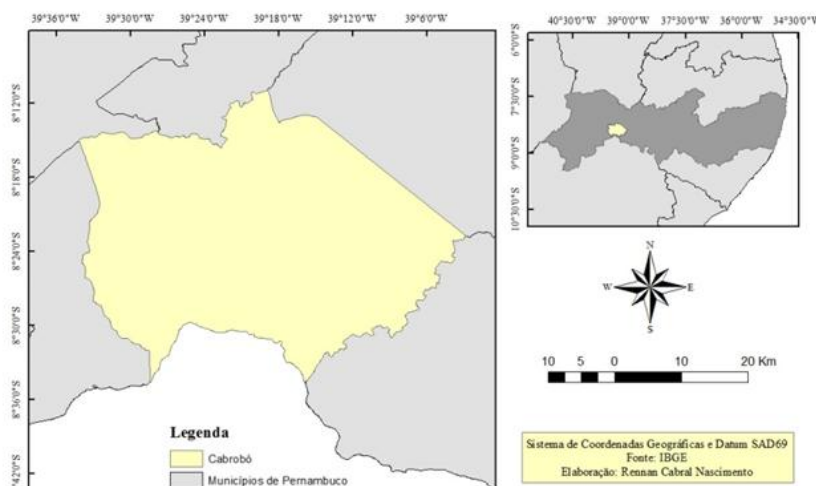 39°36'0"W 39°30'0"W 39°24'0"W 39°18'0"W 39°12'0"W 39°6'0"W
8°12'0"S
8°18'0"S
8°24'0"S
8°30'0"S
8°36'0"S
8°42'0"S
Legenda
Cabrobó
Municípios de Pernambuco
40°30'0"W 39°0'0"W 37°30'0"W 36°0'0"W 34°30'0"W
6°0'0"S
7°30'0"S
9°0'0"S
10°30'0"S
N
W E
S
10 5 0 10 20 Km
Sistema de Coordenadas Geográficas e Datum SAD69
Fonte: IBGE
Elaboração: Rennan Cabral Nascimento